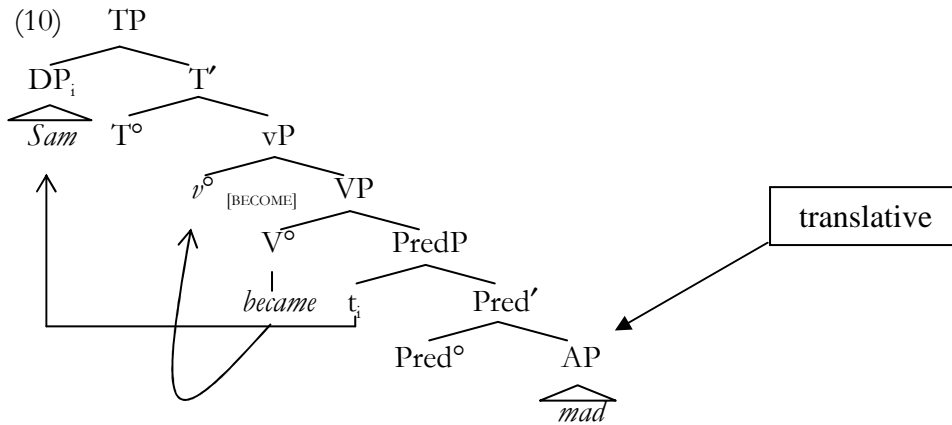 (10) TP
DPᵢ T′
Sam T° vP
v° [BECOME] VP
translative
V° PredP
became tᵢ Pred′
Pred° AP
mad